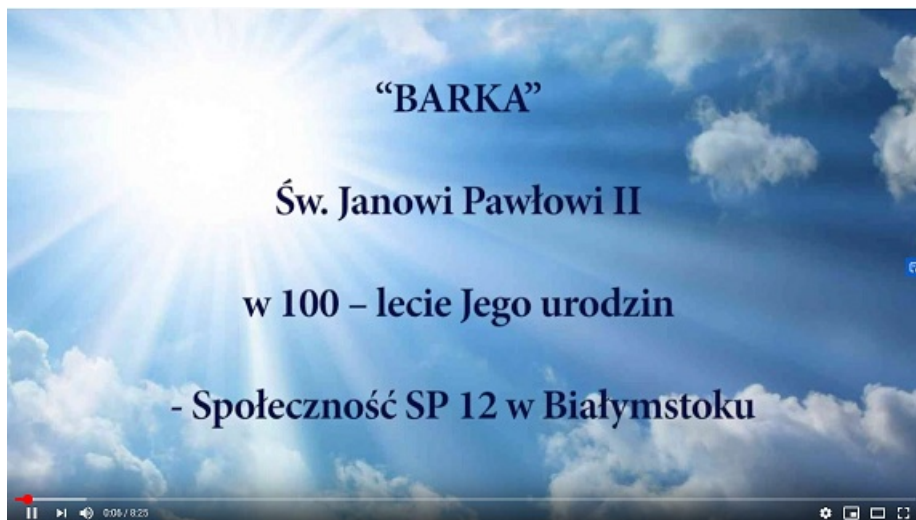 “BARKA”
Św. Janowi Pawłowi II
w 100 – lecie Jego urodzin
- Społeczność SP 12 w Białymstoku
0:06 / 8:25